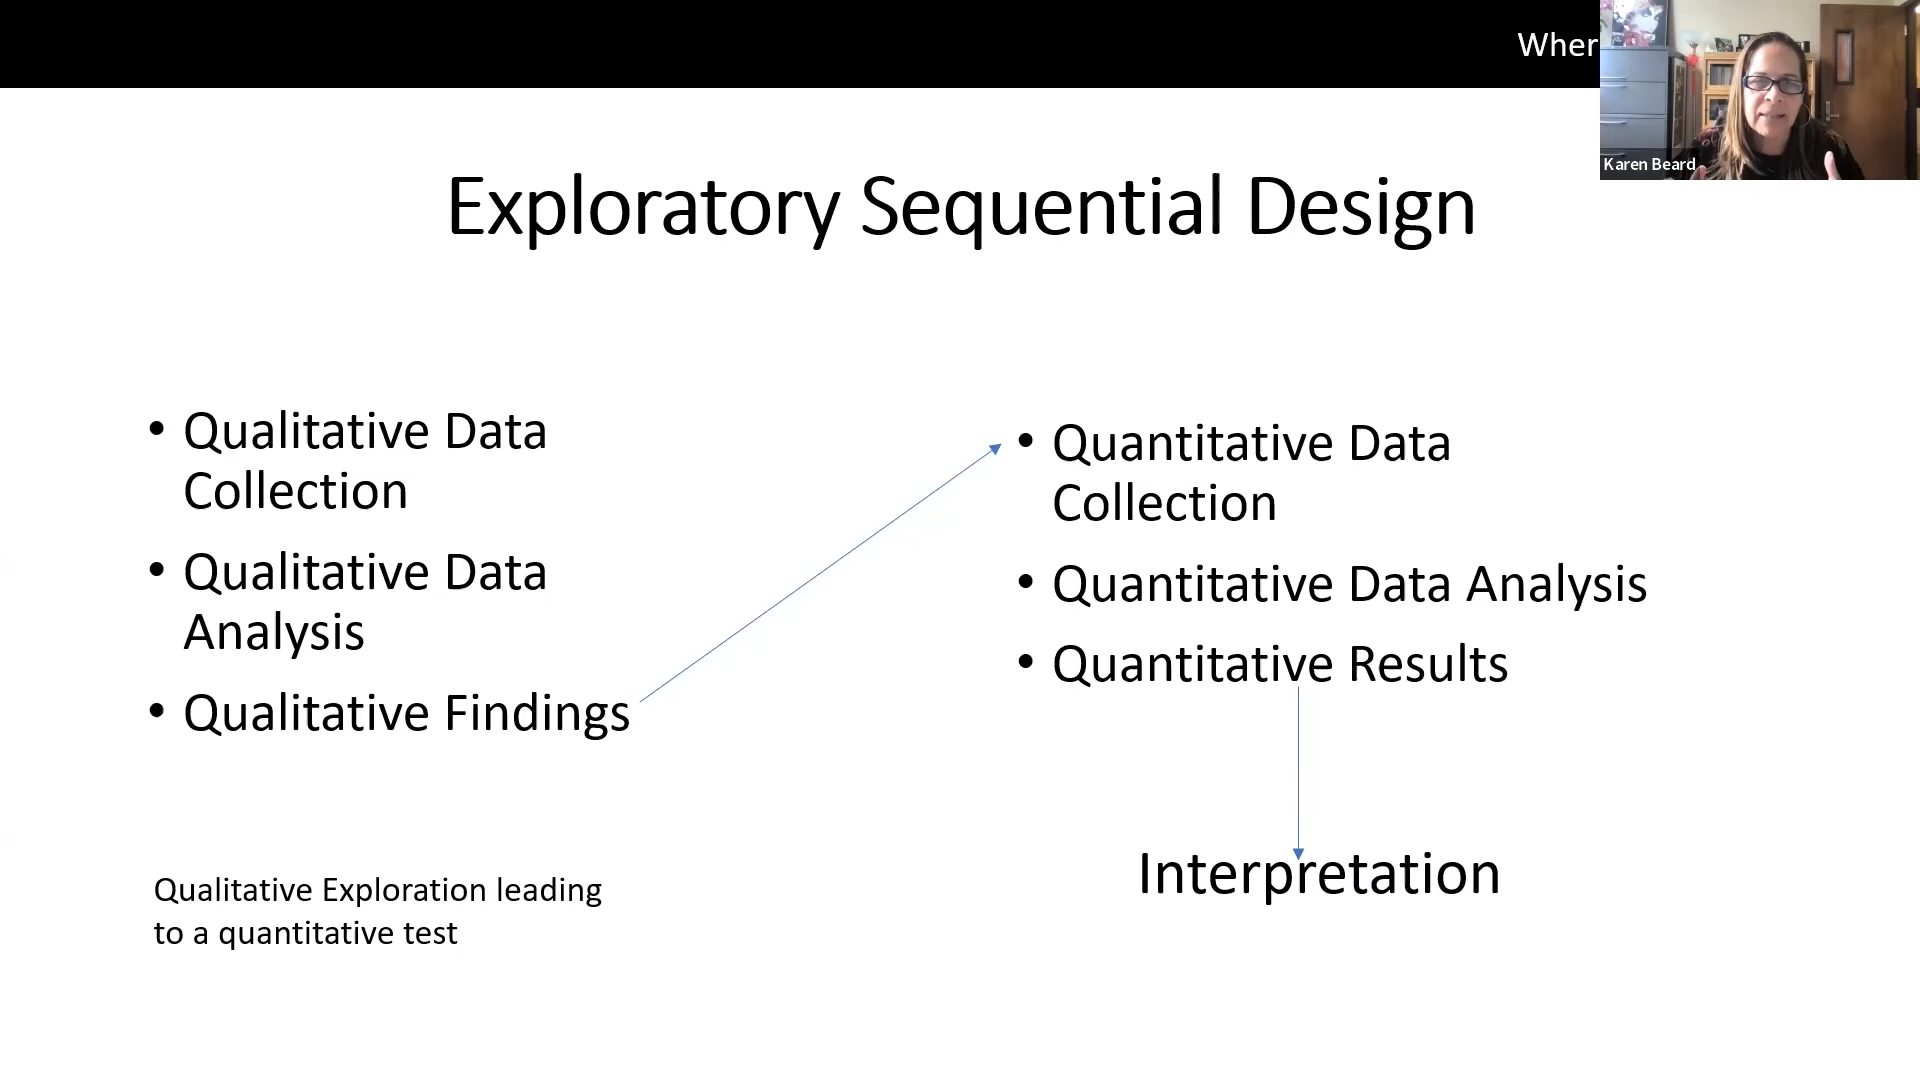 Wher
Karen Beard
Exploratory Sequential Design
• Qualitative Data
Collection
• Qualitative Data
Analysis
• Qualitative Findings
• Quantitative Data
Collection
• Quantitative Data Analysis
• Quantitative Results
Interpretation
Qualitative Exploration leading
to a quantitative test